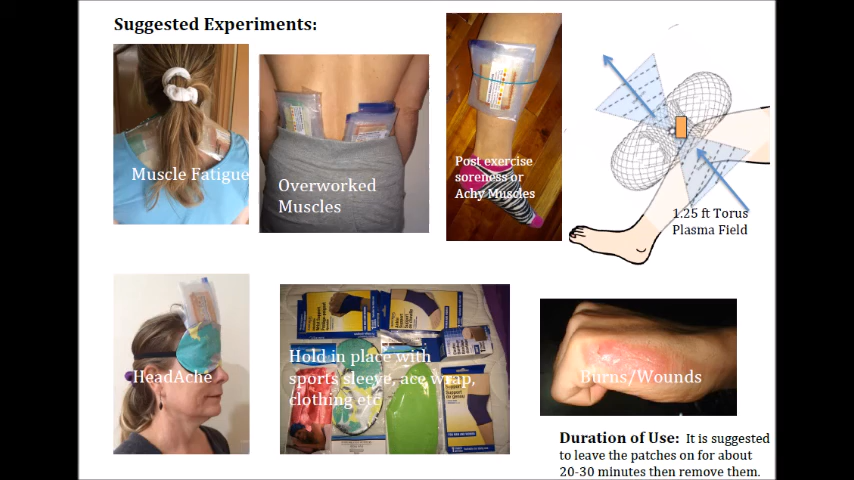 Suggested Experiments:
Muscle Fatigue
Overworked
Muscles
Post exercise
soreness or
Achy Muscles
1.25 ft Torus
Plasma Field
HeadAche
Hold in place with
sports sleeve, ace wrap,
clothing etc
Burns/Wounds
Duration of Use: It is suggested
to leave the patches on for about
20-30 minutes then remove them.